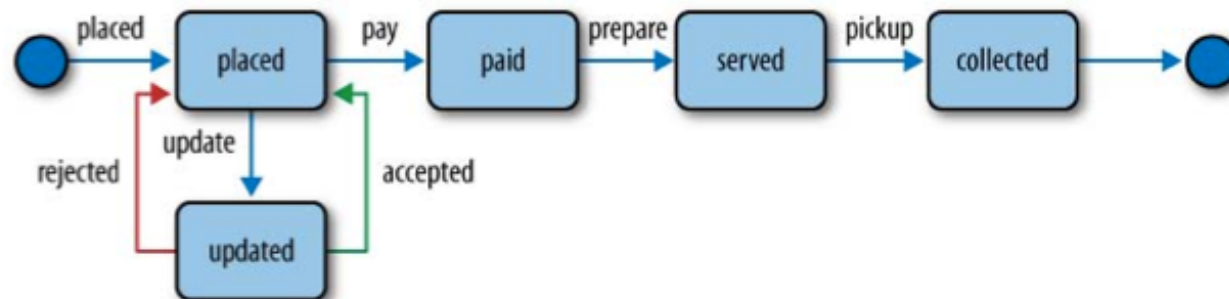 placed
placed
pay
paid
prepare
served
pickup
collected
update
rejected
accepted
updated